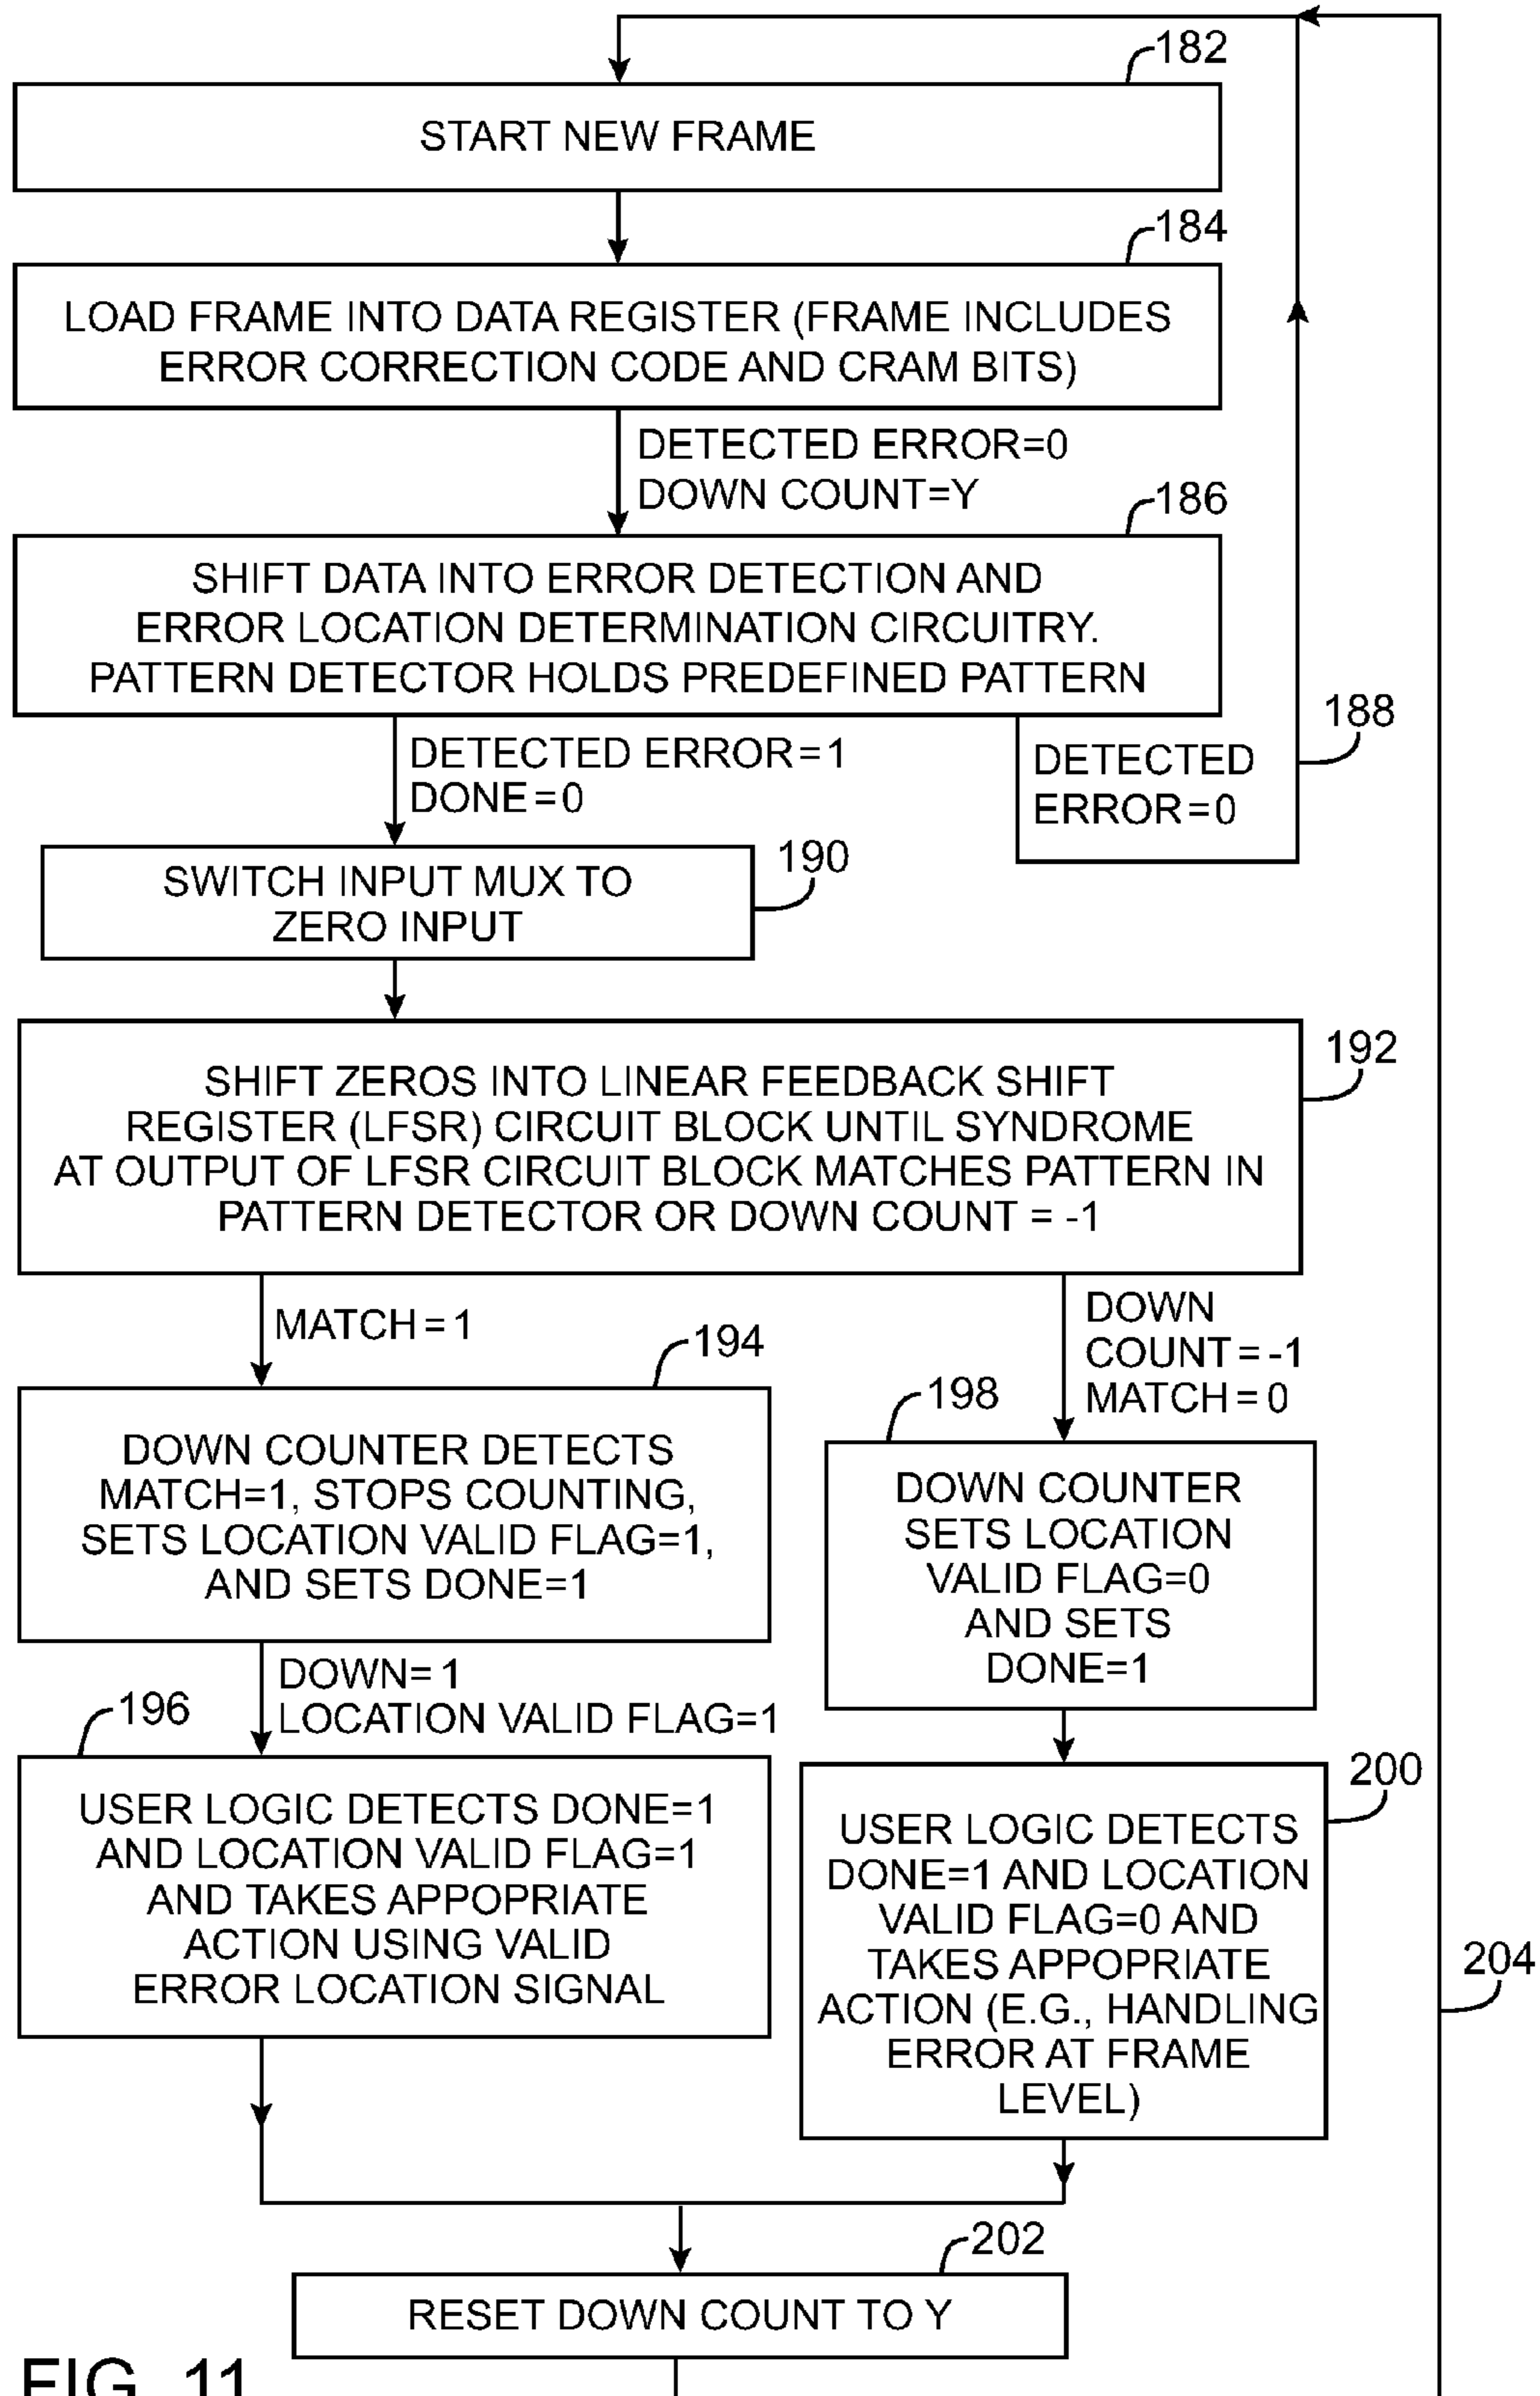 182
START NEW FRAME
184
LOAD FRAME INTO DATA REGISTER (FRAME INCLUDES
ERROR CORRECTION CODE AND CRAM BITS)
DETECTED ERROR=0
DOWN COUNT=Y
186
SHIFT DATA INTO ERROR DETECTION AND
ERROR LOCATION DETERMINATION CIRCUITRY.
PATTERN DETECTOR HOLDS PREDEFINED PATTERN
188
DETECTED ERROR=1
DONE=0
DETECTED
ERROR=0
190
SWITCH INPUT MUX TO
ZERO INPUT
192
SHIFT ZEROS INTO LINEAR FEEDBACK SHIFT
REGISTER (LFSR) CIRCUIT BLOCK UNTIL SYNDROME
AT OUTPUT OF LFSR CIRCUIT BLOCK MATCHES PATTERN IN
PATTERN DETECTOR OR DOWN COUNT = -1
MATCH=1
DOWN
COUNT=-1
MATCH=0
194
DOWN COUNTER DETECTS
MATCH=1, STOPS COUNTING,
SETS LOCATION VALID FLAG=1,
AND SETS DONE=1
198
DOWN COUNTER
SETS LOCATION
VALID FLAG=0
AND SETS
DONE=1
DOWN=1
LOCATION VALID FLAG=1
196
USER LOGIC DETECTS DONE=1
AND LOCATION VALID FLAG=1
AND TAKES APPOPRIATE
ACTION USING VALID
ERROR LOCATION SIGNAL
200
USER LOGIC DETECTS
DONE=1 AND LOCATION
VALID FLAG=0 AND
TAKES APPOPRIATE
ACTION (E.G., HANDLING
ERROR AT FRAME
LEVEL)
204
202
RESET DOWN COUNT TO Y
FIG. 11